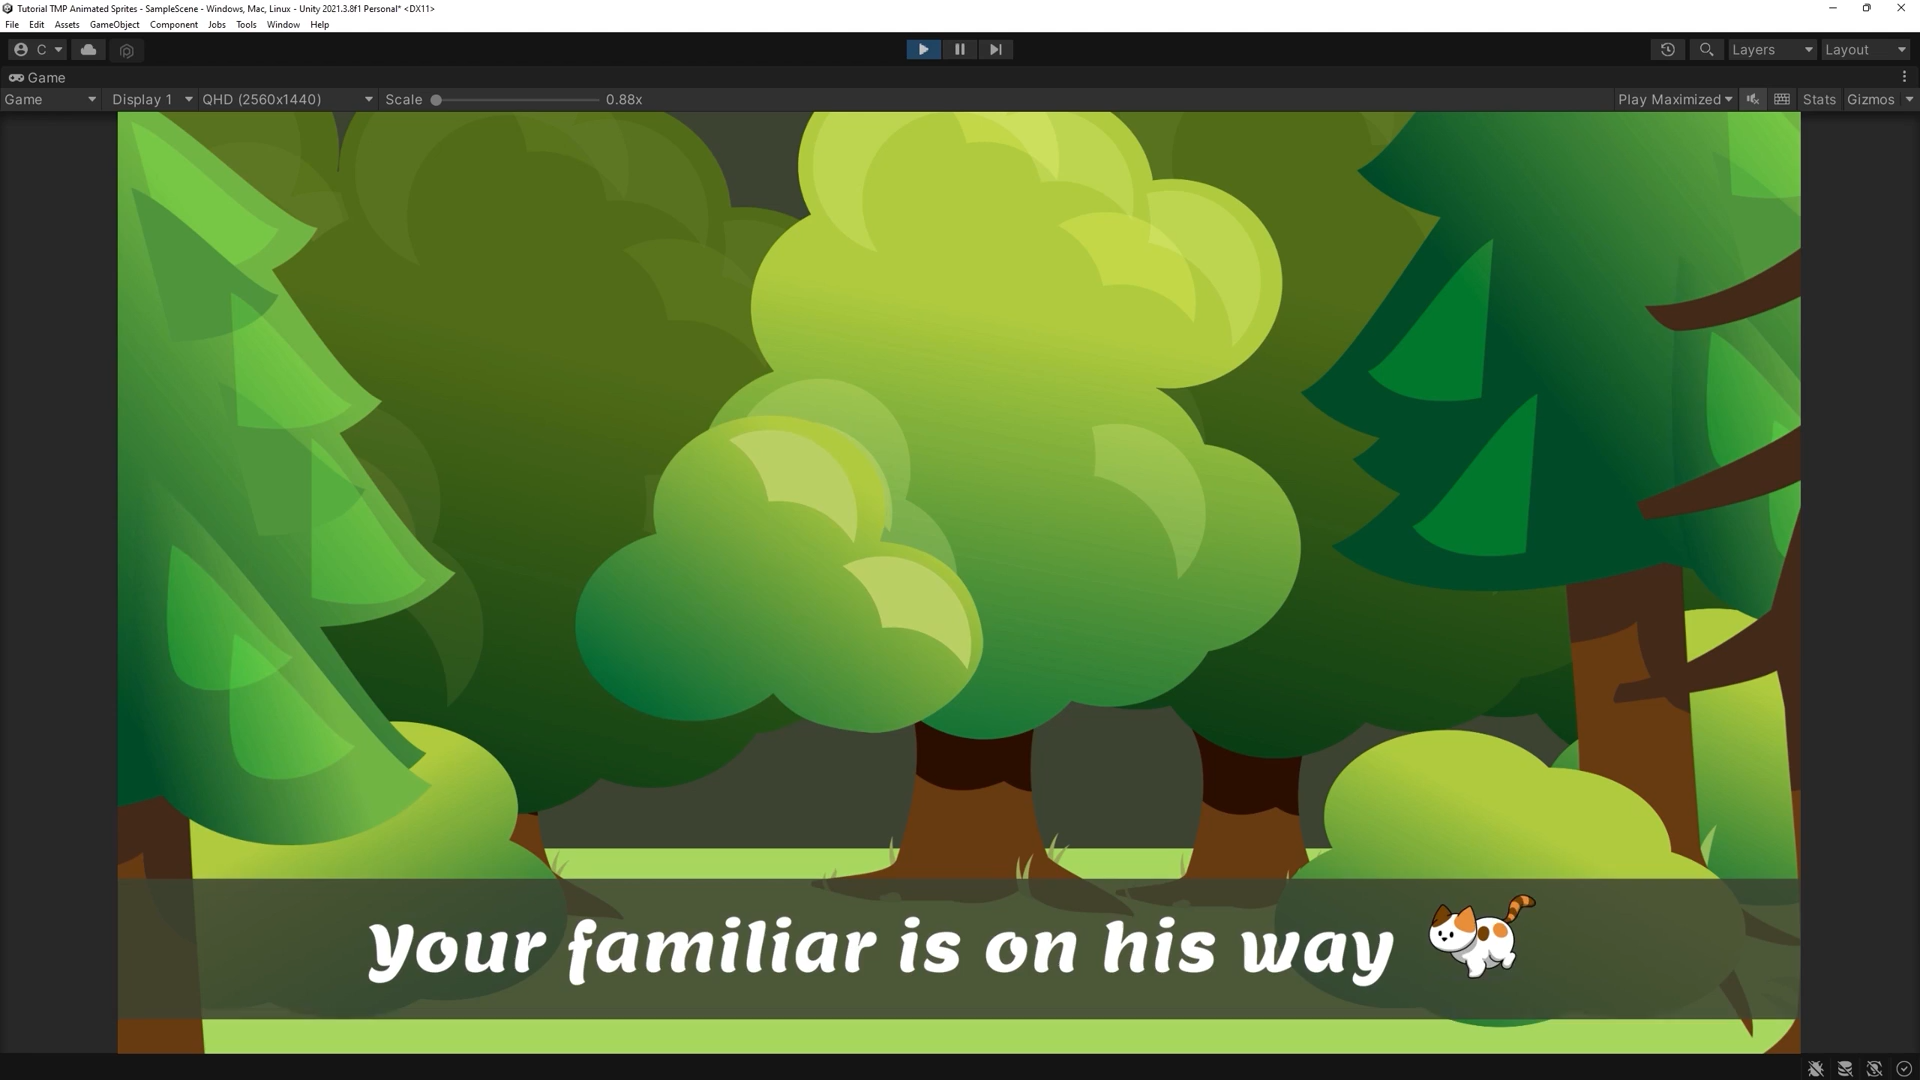 Tutorial TMP Animated Sprites - SampleScene - Windows, Mac, Linux - Unity 2021.3.8f1 Personal* <DX11>
File Edit Assets GameObject Component Jobs Tools Window Help
C Layers Layout
Game
Game Display 1 QHD (2560x1440) Scale 0.88x Play Maximized Stats Gizmos
Your familiar is on his way